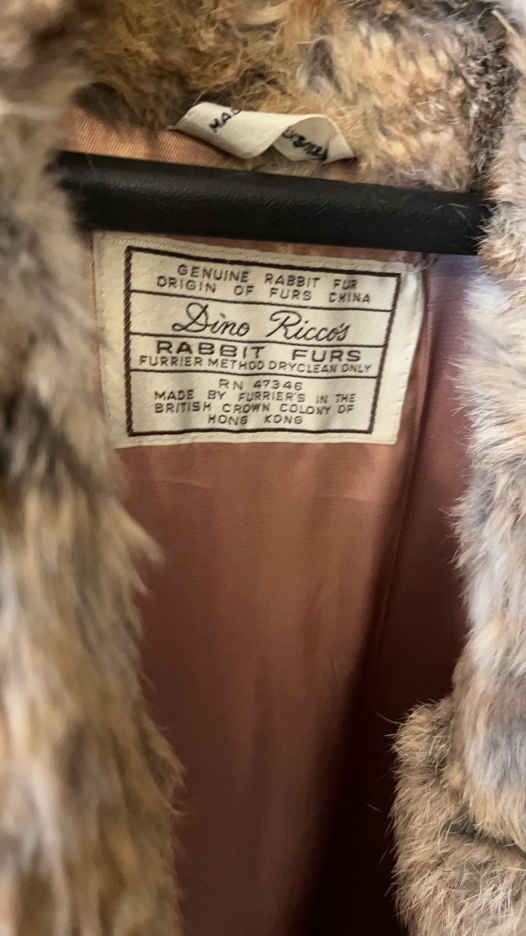 MAD
GENUINE RABBIT FUR
ORIGIN OF FURS CHINA
Dino Ricco's
RABBIT FURS
FURRIER METHOD DRYCLEAN ONLY
RN 47346
MADE BY FURRIER'S IN THE
BRITISH CROWN COLONY OF
HONG KONG